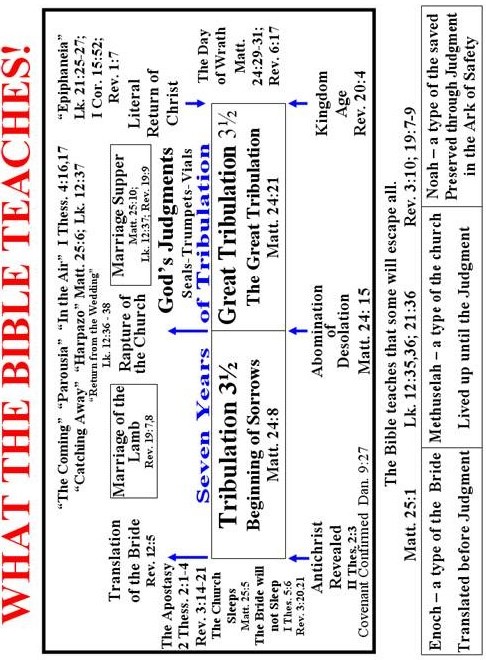 WHAT THE BIBLE TEACHES!
"The Coming" "Parousia" "In the Air" I Thess. 4:16,17
"Catching Away" "Harpazo" Matt. 25:6; Lk. 12:37
"Return from the Wedding"
Lk. 12:36 - 38
"Epiphaneia"
Lk. 21:25-27;
I Cor. 15:52;
Rev. 1:7
Translation
of the Bride
Rev. 12:5
Marriage of the
Lamb
Rev. 19:7,8
Rapture of
the Church
Marriage Supper
Matt. 25:10;
Lk. 12:37; Rev. 19:9
Literal
Return of
Christ
God's Judgments
Seals-Trumpets-Vials
The Apostasy
2 Thess. 2:1-4
Rev. 3:14-21
The Church
Sleeps
Matt. 25:5
The Bride will
not Sleep
I Thes. 5:6
Rev. 3:20,21
Seven Years of Tribulation
Tribulation 3½
Beginning of Sorrows
Matt. 24:8
Great Tribulation 3½
The Great Tribulation
Matt. 24:21
The Day
of Wrath
Matt.
24:29-31;
Rev. 6:17
Antichrist
Revealed
II Thes. 2:3
Covenant Confirmed Dan. 9:27
Abomination
of Desolation
Matt. 24: 15
Kingdom
Age
Rev. 20:4
The Bible teaches that some will escape all.
Matt. 25:1 Lk. 12:35,36; 21:36 Rev. 3:10; 19:7-9
Enoch – a type of the Bride
Translated before Judgment
Methuselah – a type of the church
Lived up until the Judgment
Noah – a type of the saved
Preserved through Judgment
in the Ark of Safety